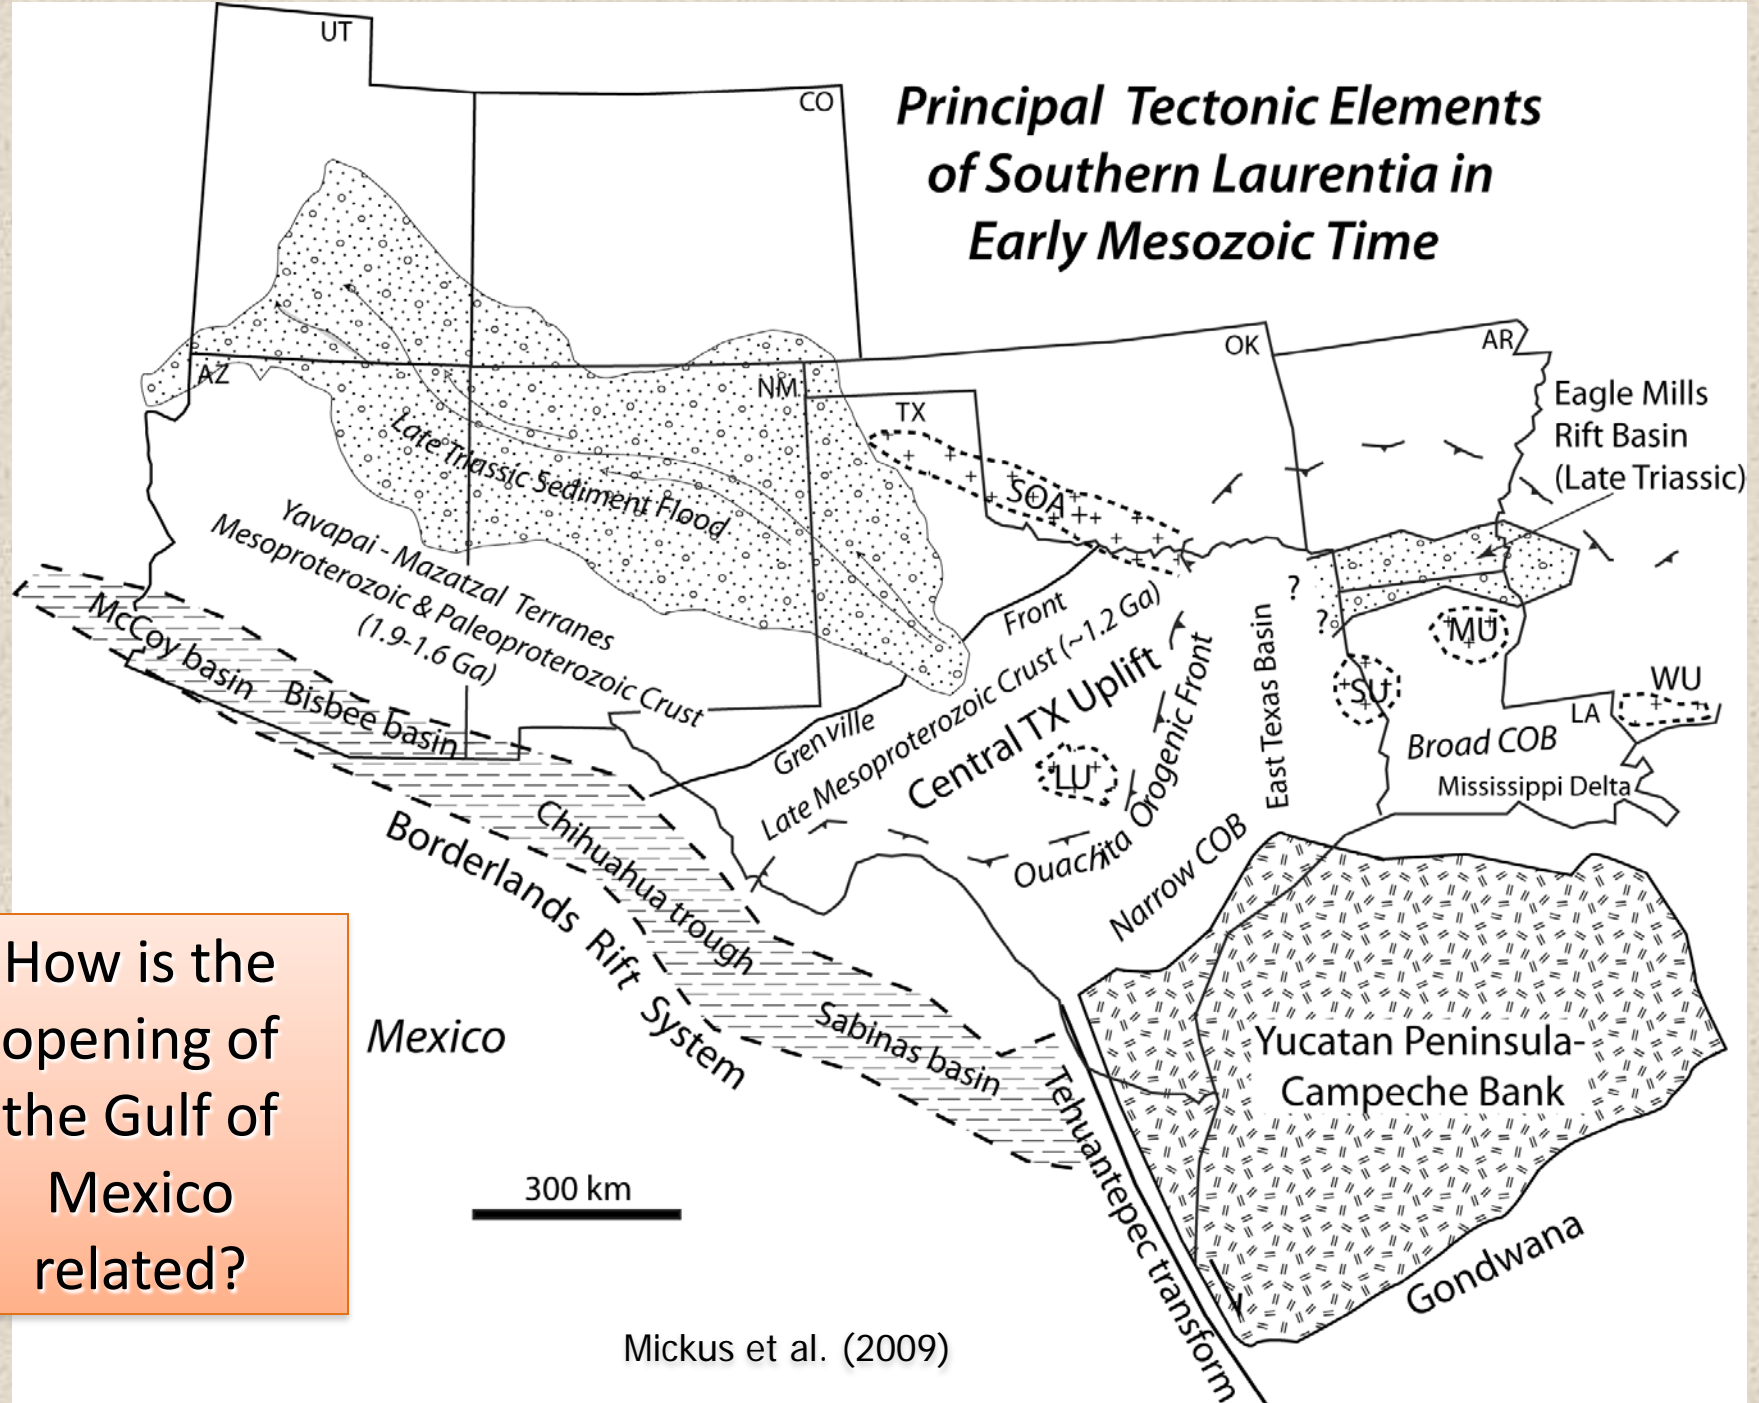 UT
CO
Principal Tectonic Elements
of Southern Laurentia in
Early Mesozoic Time
OK
AR
AZ
NM
TX
Eagle Mills
Rift Basin
(Late Triassic)
Late Triassic Sediment Flood
SOA
Yavapai - Mazatzal Terranes
Mesoproterozoic & Paleoproterozoic Crust
(1.9-1.6 Ga)
?
?
MU
SU
WU
LA
McCoy basin
Bisbee basin
Grenville
Front
Late Mesoproterozoic Crust (~1.2 Ga)
Central TX Uplift
LU
Ouachita Orogenic Front
East Texas Basin
Broad COB
Mississippi Delta
Narrow COB
Chihuahua trough
Borderlands Rift System
Sabinas basin
Mexico
Tehuantepec transform
Yucatan Peninsula-
Campeche Bank
Gondwana
300 km
How is the
opening of
the Gulf of
Mexico
related?
Mickus et al. (2009)